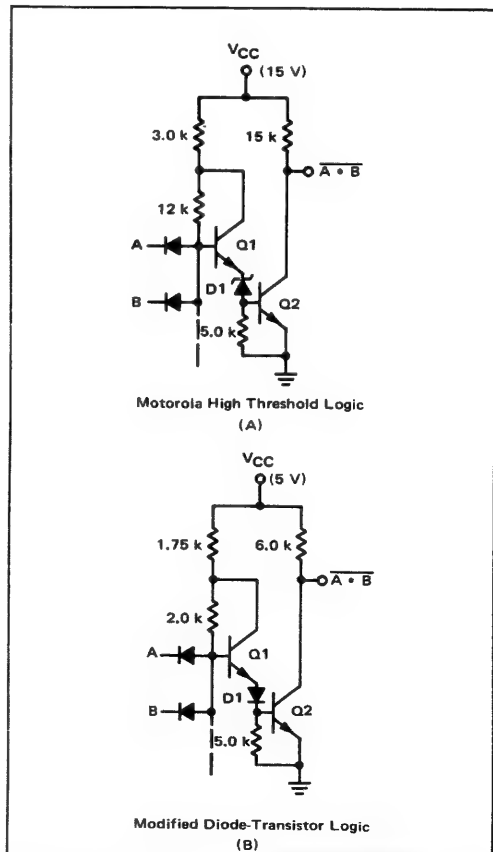 VCC
(15 V)
3.0 k
15 k
A • B
12 k
A
Q1
D1
B
Q2
5.0 k
Motorola High Threshold Logic
(A)
VCC
(5 V)
1.75 k
6.0 k
A • B
2.0 k
A
Q1
D1
B
Q2
5.0 k
Modified Diode-Transistor Logic
(B)